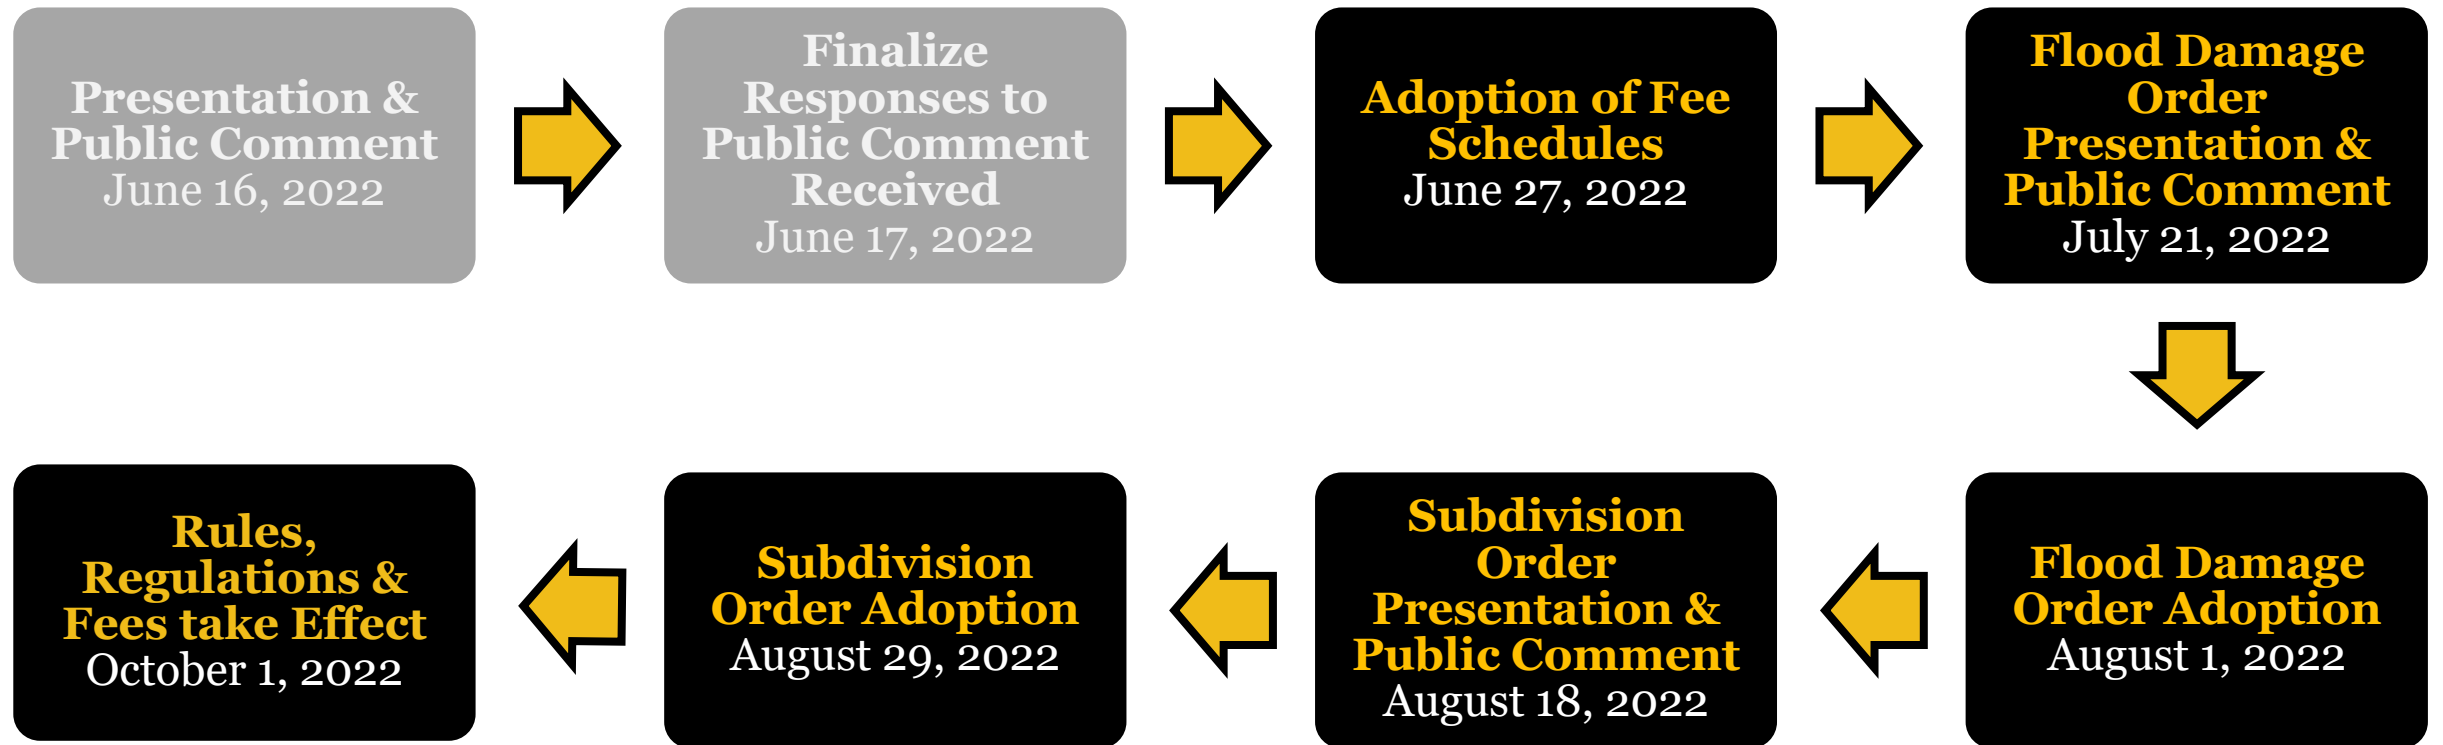 Presentation &
Public Comment
June 16, 2022
Finalize
Responses to
Public Comment
Received
June 17, 2022
Adoption of Fee
Schedules
June 27, 2022
Flood Damage
Order
Presentation &
Public Comment
July 21, 2022
Flood Damage
Order Adoption
August 1, 2022
Subdivision
Order
Presentation &
Public Comment
August 18, 2022
Subdivision
Order Adoption
August 29, 2022
Rules,
Regulations &
Fees take Effect
October 1, 2022